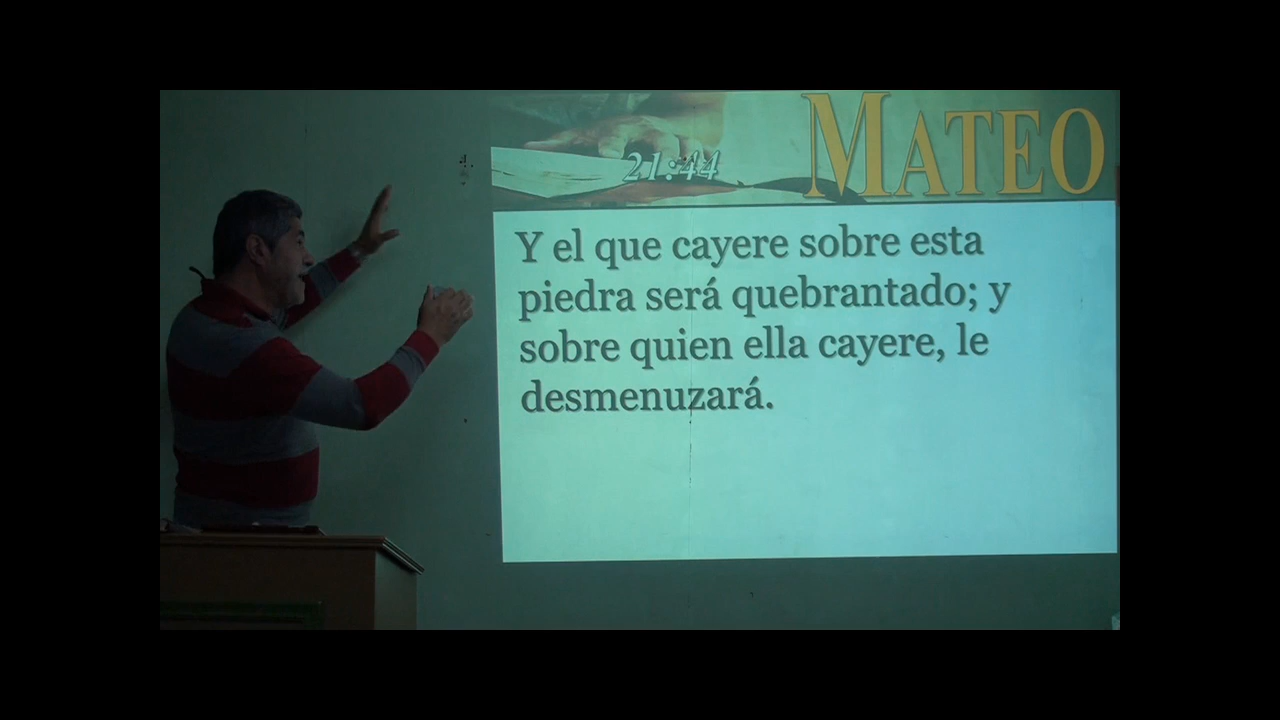 21:44 MATEO
Y el que cayere sobre esta
piedra será quebrantado; y
sobre quien ella cayere, le
desmenuzará.